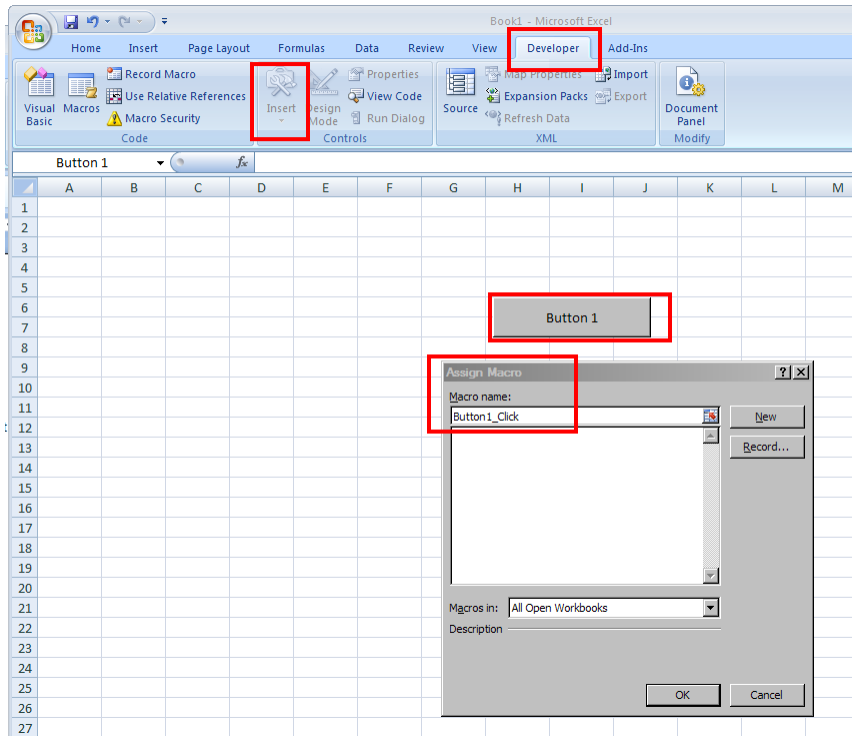 Book1 - Microsoft Excel
Home Insert Page Layout Formulas Data Review View Developer Add-Ins
Visual Basic
Macros
Record Macro
Use Relative References
Macro Security
Code
Insert
Design Mode
Properties
View Code
Run Dialog
Controls
Source
Map Properties
Expansion Packs
Refresh Data
Import
Export
XML
Document Panel
Modify
Button 1 fx
A B C D E F G H I J K L M
1
2
3
4
5
6
7
8
9
10
11
12
13
14
15
16
17
18
19
20
21
22
23
24
25
26
27
Button 1
Assign Macro ?
Macro name:
Button1_Click
New
Record...
Macros in: All Open Workbooks
Description
OK Cancel